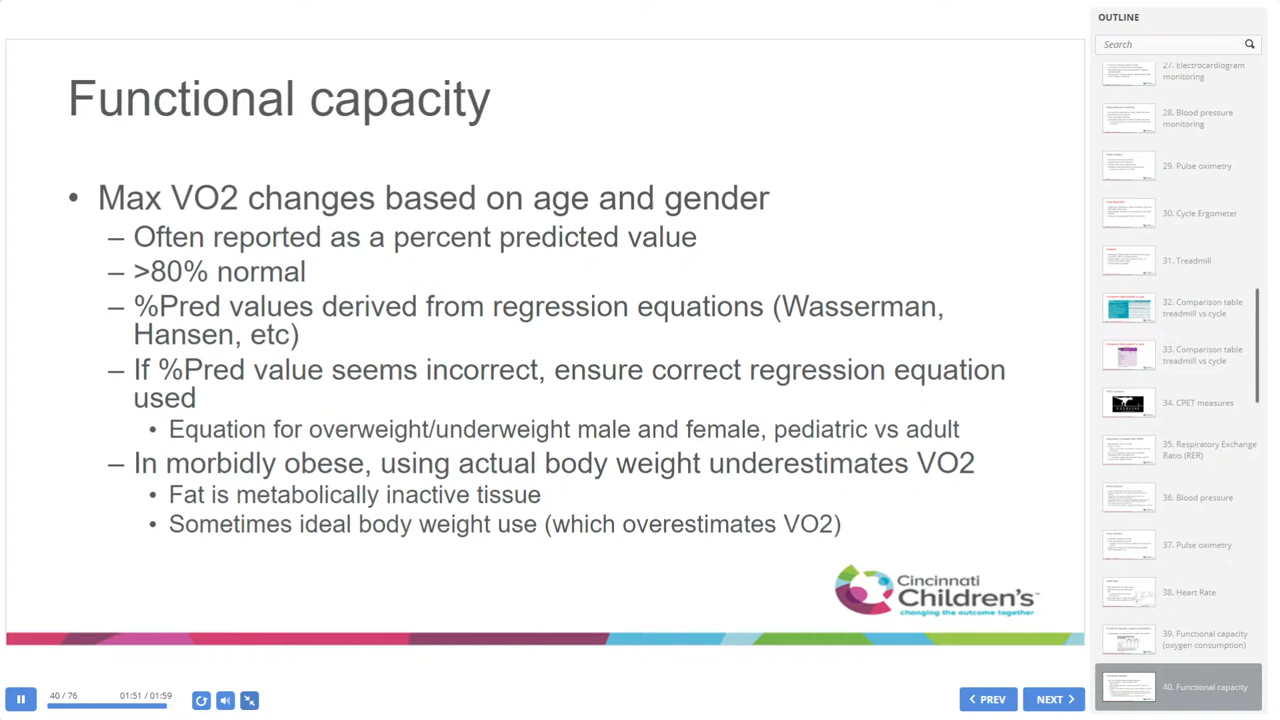 Functional capacity
• Max VO2 changes based on age and gender
– Often reported as a percent predicted value
– >80% normal
– %Pred values derived from regression equations (Wasserman,
Hansen, etc)
– If %Pred value seems incorrect, ensure correct regression equation
used
• Equation for overweight/underweight male and female, pediatric vs adult
– In morbidly obese, using actual body weight underestimates VO2
• Fat is metabolically inactive tissue
• Sometimes ideal body weight use (which overestimates VO2)
Cincinnati
Children's
changing the outcome together
40 / 76
01:51 / 01:59
PREV
NEXT
OUTLINE
Search
27. Electrocardiogram
monitoring
28. Blood pressure
monitoring
29. Pulse oximetry
30. Cycle Ergometer
31. Treadmill
32. Comparison table
treadmill vs cycle
33. Comparison table
treadmill vs cycle
34. CPET measures
35. Respiratory Exchange
Ratio (RER)
36. Blood pressure
37. Pulse oximetry
38. Heart Rate
39. Functional capacity
(oxygen consumption)
40. Functional capacity